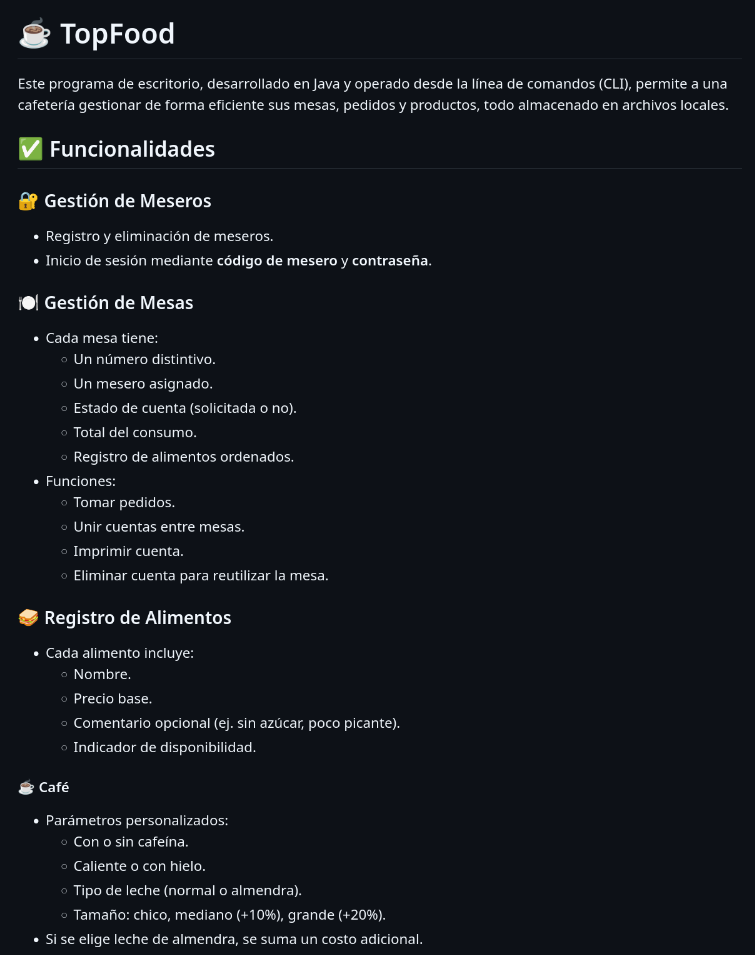 ☕ TopFood
Este programa de escritorio, desarrollado en Java y operado desde la línea de comandos (CLI), permite a una
cafetería gestionar de forma eficiente sus mesas, pedidos y productos, todo almacenado en archivos locales.
✅ Funcionalidades
🔐 Gestión de Meseros
• Registro y eliminación de meseros.
• Inicio de sesión mediante código de mesero y contraseña.
🍽️ Gestión de Mesas
• Cada mesa tiene:
○ Un número distintivo.
○ Un mesero asignado.
○ Estado de cuenta (solicitada o no).
○ Total del consumo.
○ Registro de alimentos ordenados.
• Funciones:
○ Tomar pedidos.
○ Unir cuentas entre mesas.
○ Imprimir cuenta.
○ Eliminar cuenta para reutilizar la mesa.
🥪 Registro de Alimentos
• Cada alimento incluye:
○ Nombre.
○ Precio base.
○ Comentario opcional (ej. sin azúcar, poco picante).
○ Indicador de disponibilidad.
☕ Café
• Parámetros personalizados:
○ Con o sin cafeína.
○ Caliente o con hielo.
○ Tipo de leche (normal o almendra).
○ Tamaño: chico, mediano (+10%), grande (+20%).
• Si se elige leche de almendra, se suma un costo adicional.